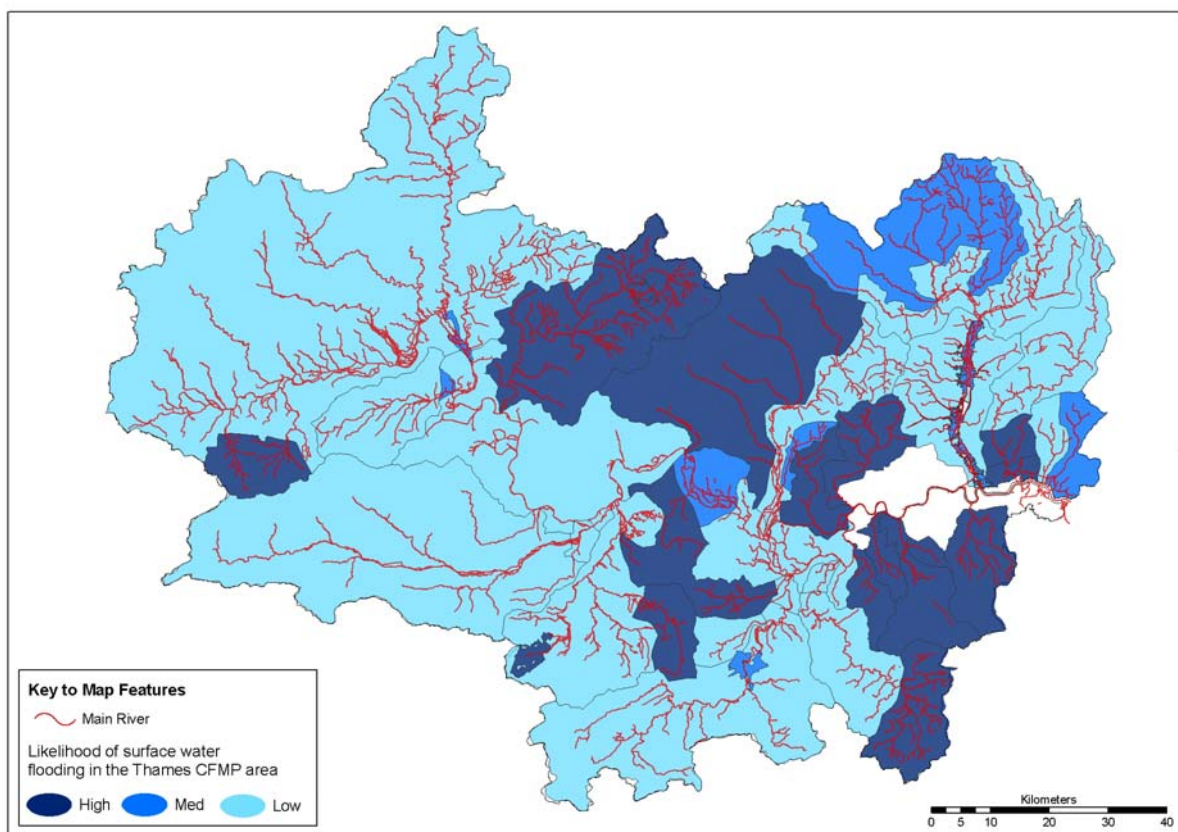 Key to Map Features
Main River
Likelihood of surface water
flooding in the Thames CFMP area
High Med Low
Kilometers
0 5 10 20 30 40